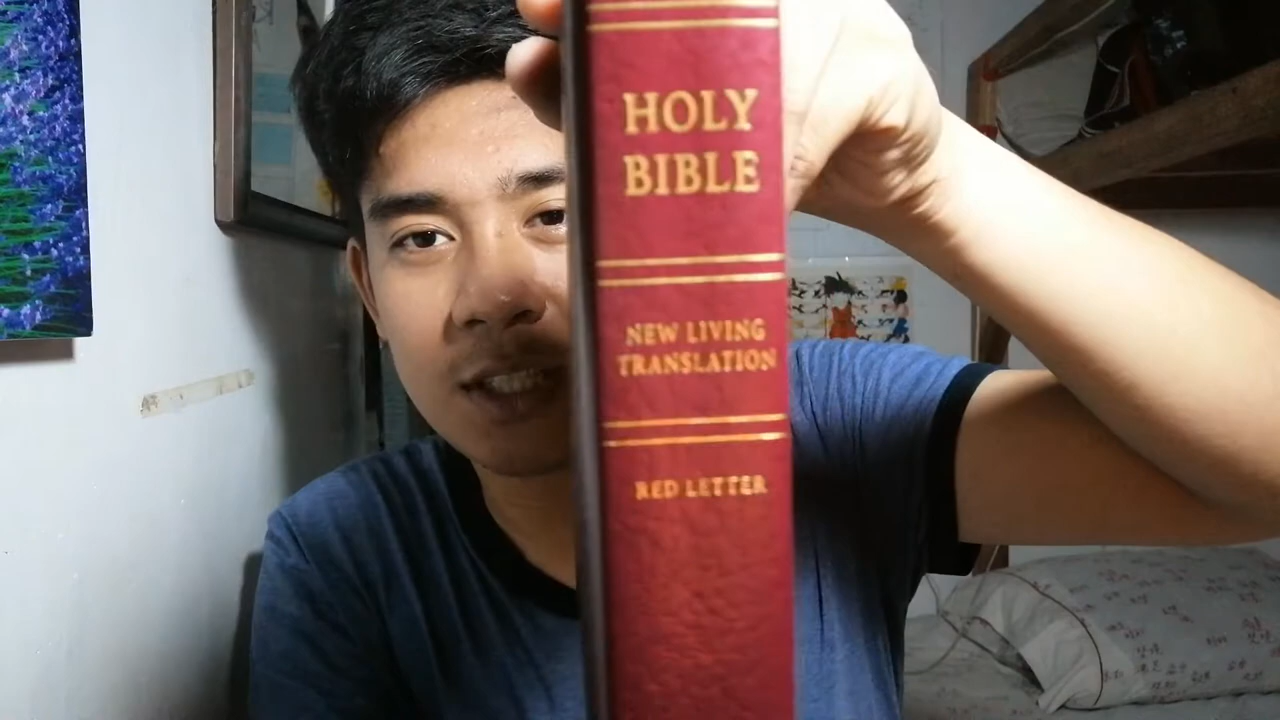 HOLY
BIBLE
NEW LIVING
TRANSLATION
RED LETTER